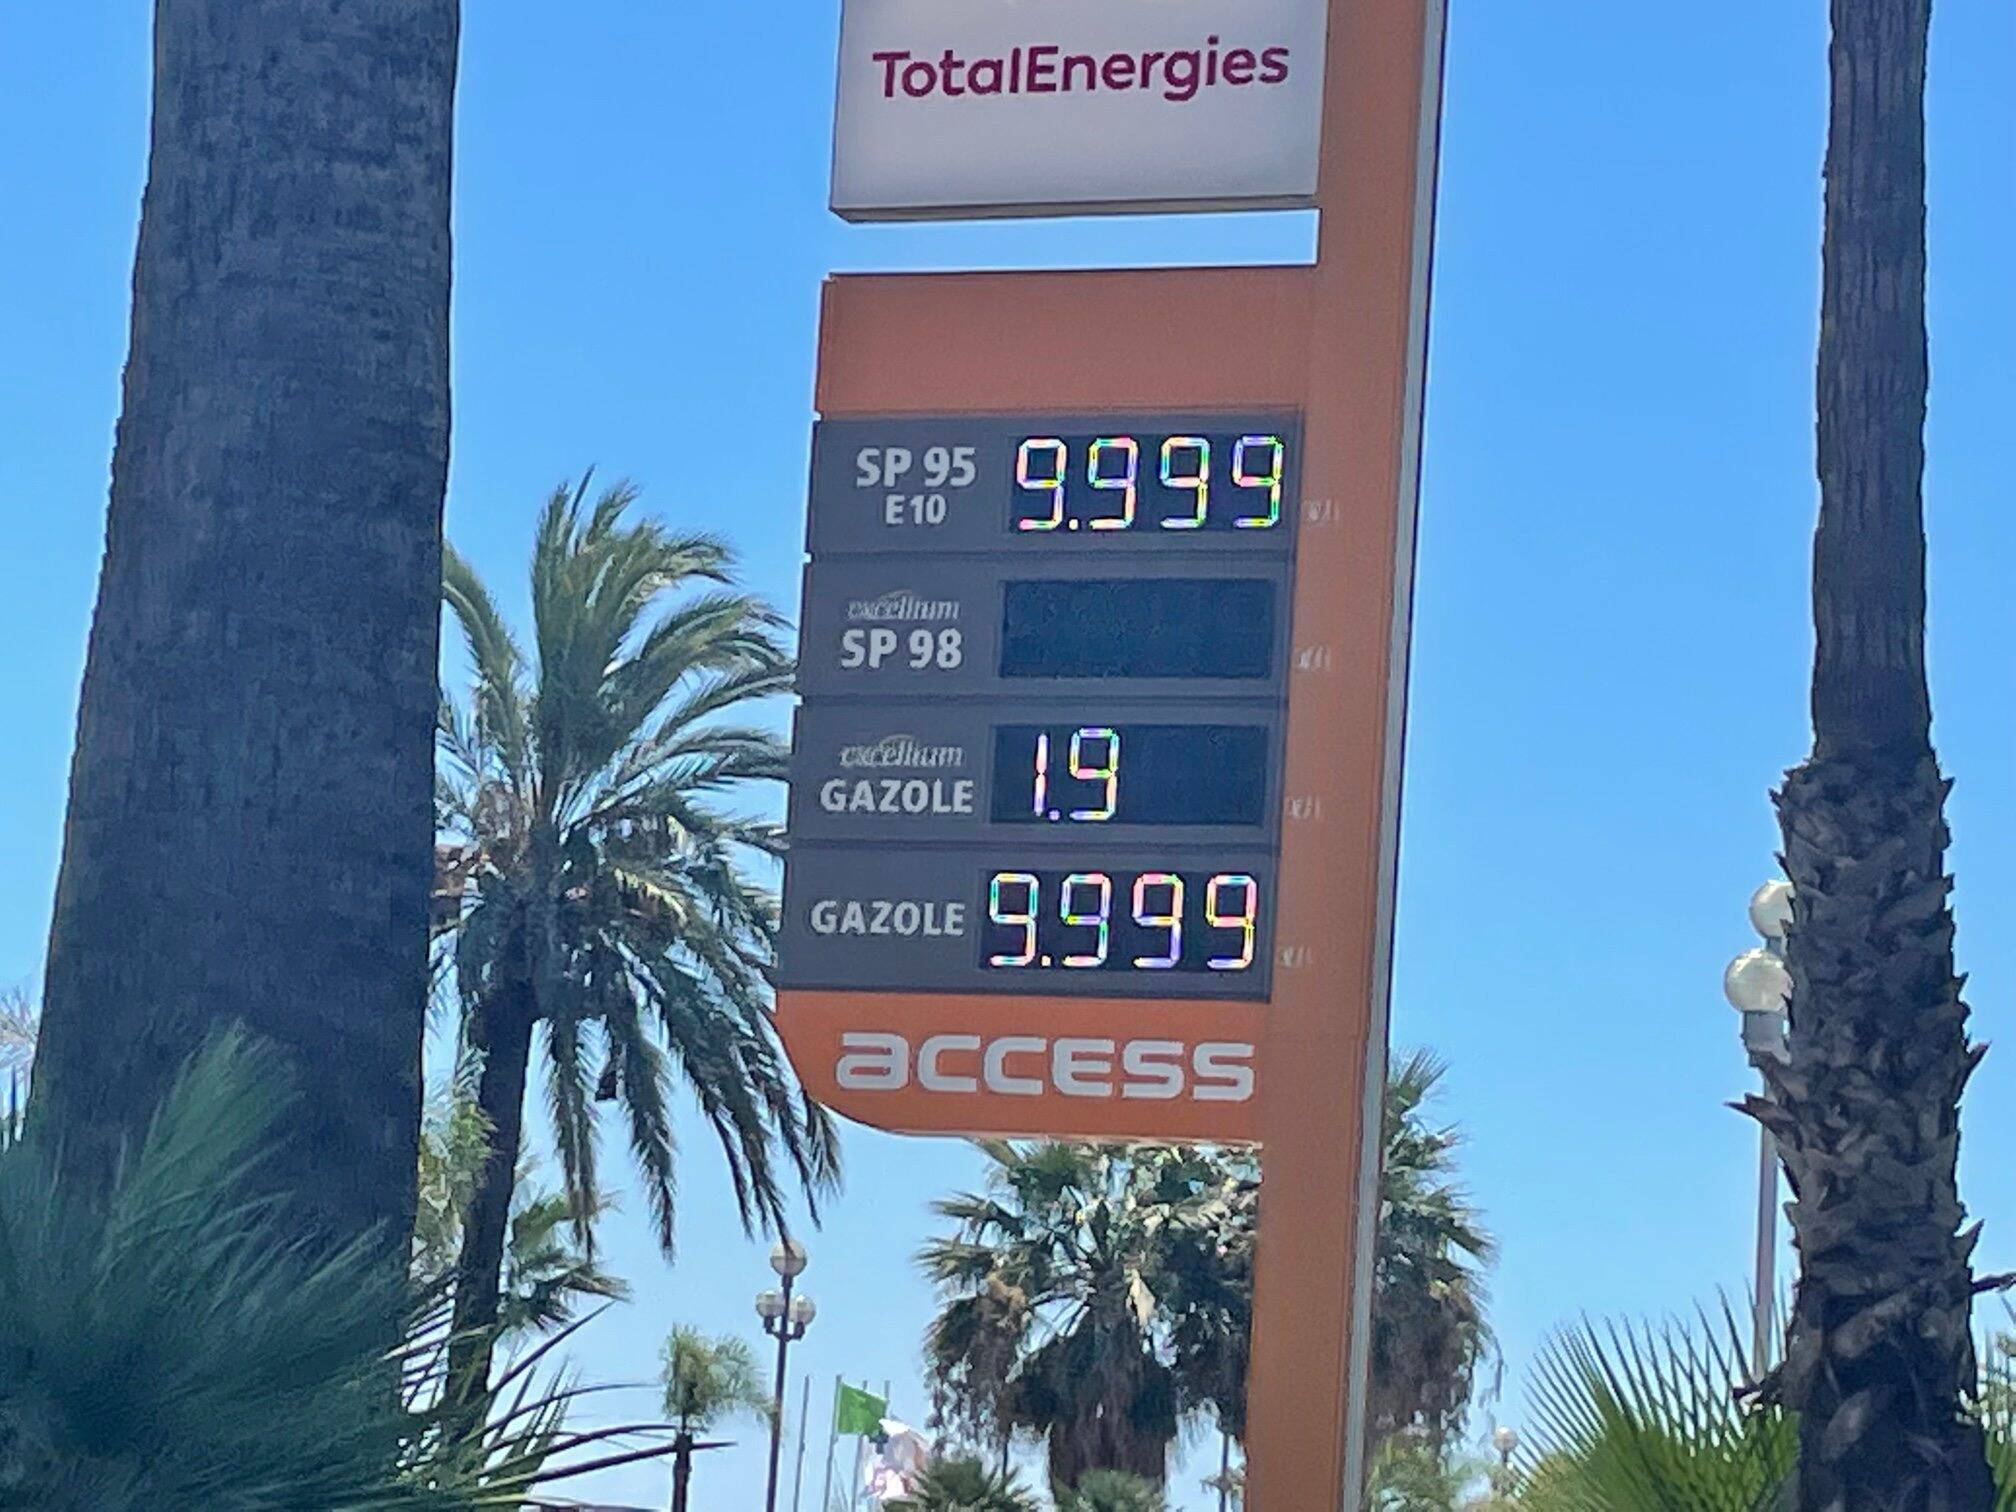 TotalEnergies
SP 95 9.999
E10
excellium
SP 98
excellium 1.9
GAZOLE
GAZOLE 9.999
access